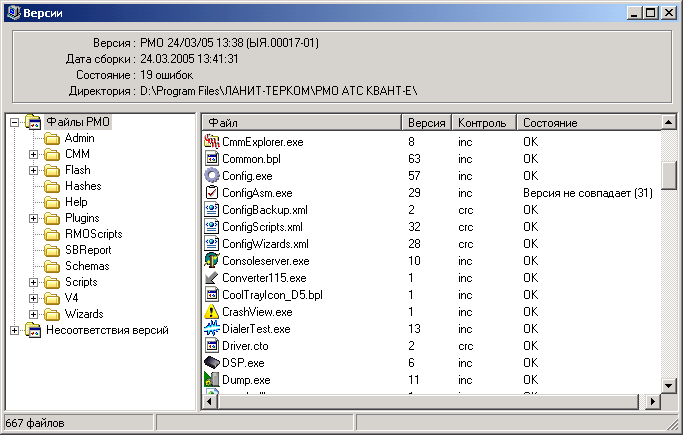 Версии
Версия : РМО 24/03/05 13:38 (ЫЯ.00017-01)
Дата сборки : 24.03.2005 13:41:31
Состояние : 19 ошибок
Директория : D:\Program Files\ЛАНИТ-ТЕРКОМ\РМО АТС КВАНТ-Е\
Файлы РМО
Admin
CMM
Flash
Hashes
Help
Plugins
RMOScripts
SBReport
Schemas
Scripts
V4
Wizards
Несоответствия версий
Файл Версия Контроль Состояние
CmmExplorer.exe 8 inc OK
Common.bpl 63 inc OK
Config.exe 57 inc OK
ConfigAsm.exe 29 inc Версия не совпадает (31)
ConfigBackup.xml 2 crc OK
ConfigScripts.xml 32 crc OK
ConfigWizards.xml 28 crc OK
Consoleserver.exe 10 inc OK
Converter115.exe 1 inc OK
CoolTrayIcon_D5.bpl 1 inc OK
CrashView.exe 1 inc OK
DialerTest.exe 13 inc OK
Driver.cto 2 crc OK
DSP.exe 6 inc OK
Dump.exe 11 inc OK
667 файлов